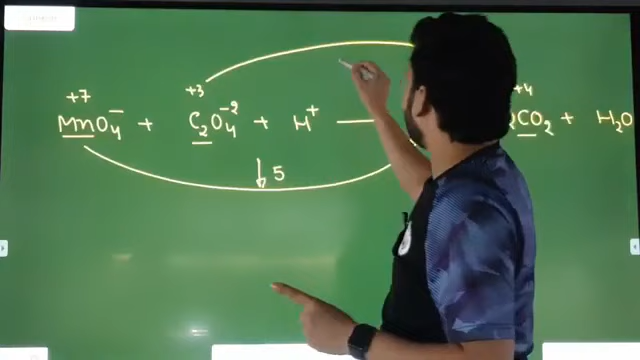 +7 +3 +4
MnO₄⁻ + C₂O₄⁻² + H⁺ — 2CO₂ + H₂O
↓ 5